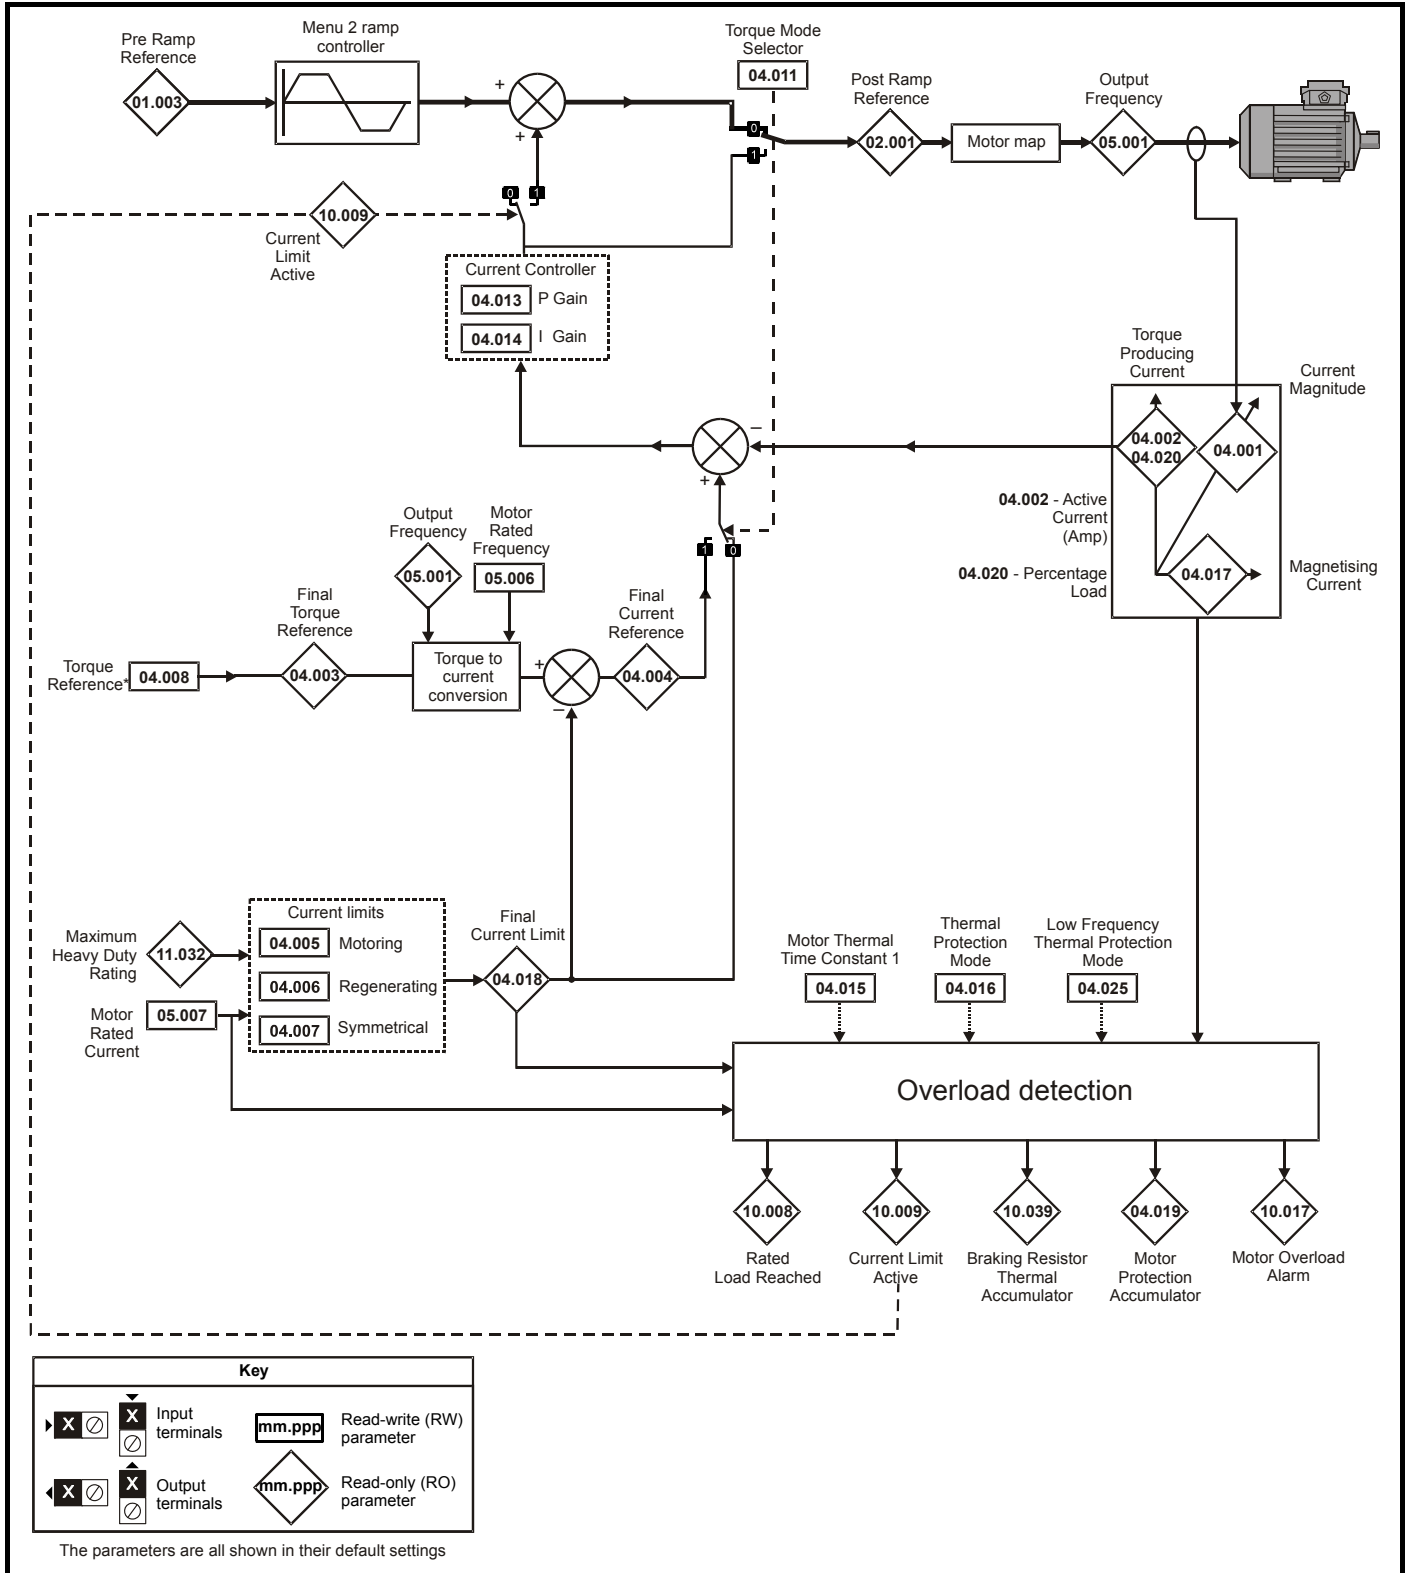 Pre Ramp
Reference
01.003
Menu 2 ramp
controller
+
+
Torque Mode
Selector
04.011
0
1
Post Ramp
Reference
02.001
Motor map
Output
Frequency
05.001
0
1
10.009
Current
Limit
Active
Current Controller
04.013
P Gain
04.014
I Gain
Torque
Producing
Current
Current
Magnitude
04.002
04.020
04.001
04.002 - Active
Current
(Amp)
04.020 - Percentage
Load
04.017
Magnetising
Current
–
+
1
0
Output
Frequency
05.001
Motor
Rated
Frequency
05.006
Final
Torque
Reference
04.003
Torque
Reference*
04.008
Torque to
current
conversion
+
–
Final
Current
Reference
04.004
Maximum
Heavy Duty
Rating
11.032
Motor
Rated
Current
05.007
Current limits
04.005
Motoring
04.006
Regenerating
04.007
Symmetrical
Final
Current Limit
04.018
Motor Thermal
Time Constant 1
04.015
Thermal
Protection
Mode
04.016
Low Frequency
Thermal Protection
Mode
04.025
Overload detection
10.008
Rated
Load Reached
10.009
Current Limit
Active
10.039
Braking Resistor
Thermal
Accumulator
04.019
Motor
Protection
Accumulator
10.017
Motor Overload
Alarm
Key
X
X
Input
terminals
mm.ppp
Read-write (RW)
parameter
X
X
Output
terminals
mm.ppp
Read-only (RO)
parameter
The parameters are all shown in their default settings